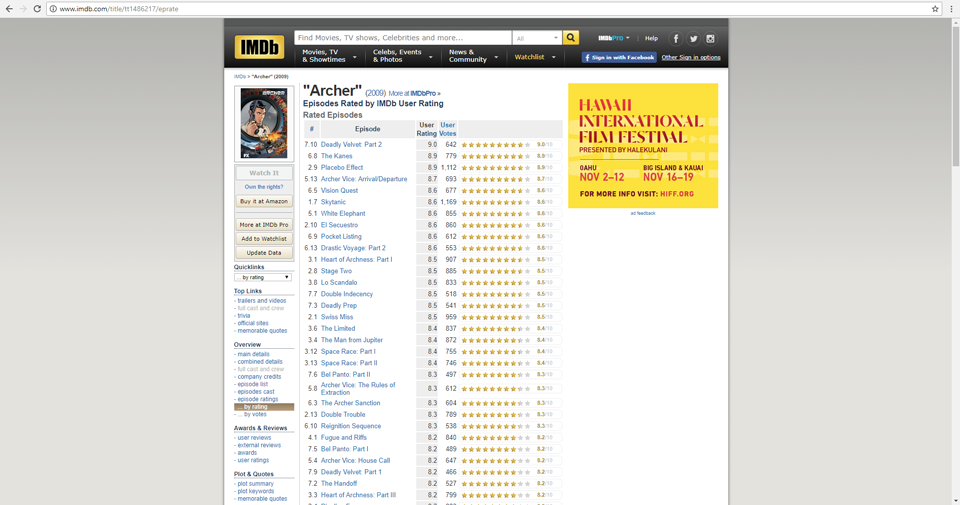 www.imdb.com/title/tt1486217/eprate
IMDb
Find Movies, TV shows, Celebrities and more...
All
IMDbPro
Help
Movies, TV & Showtimes
Celebs, Events & Photos
News & Community
Watchlist
Sign in with Facebook
Other Sign in options
IMDb > "Archer" (2009)
ARCHER
FX
Watch It
Own the rights?
Buy it at Amazon
More at IMDb Pro
Add to Watchlist
Update Data
Quicklinks
... by rating
Top Links
- trailers and videos
- full cast and crew
- trivia
- official sites
- memorable quotes
Overview
- main details
- combined details
- full cast and crew
- company credits
- episode list
- episodes cast
- episode ratings
- ... by rating
- ... by votes
Awards & Reviews
- user reviews
- external reviews
- awards
- user ratings
Plot & Quotes
- plot summary
- plot keywords
- memorable quotes
"Archer" (2009) More at IMDbPro »
Episodes Rated by IMDb User Rating
Rated Episodes
# Episode User Rating User Votes
7.10 Deadly Velvet: Part 2 9.0 642 9.0/10
6.8 The Kanes 8.9 779 8.9/10
2.9 Placebo Effect 8.9 1,112 8.9/10
5.13 Archer Vice: Arrival/Departure 8.7 693 8.7/10
6.5 Vision Quest 8.6 677 8.6/10
1.7 Skytanic 8.6 1,169 8.6/10
5.1 White Elephant 8.6 855 8.6/10
2.10 El Secuestro 8.6 860 8.6/10
6.9 Pocket Listing 8.6 612 8.6/10
6.13 Drastic Voyage: Part 2 8.6 553 8.6/10
3.1 Heart of Archness: Part I 8.5 907 8.5/10
2.8 Stage Two 8.5 885 8.5/10
3.8 Lo Scandalo 8.5 833 8.5/10
7.7 Double Indecency 8.5 518 8.5/10
7.3 Deadly Prep 8.5 541 8.5/10
2.1 Swiss Miss 8.5 959 8.5/10
3.6 The Limited 8.4 837 8.4/10
3.4 The Man from Jupiter 8.4 872 8.4/10
3.12 Space Race: Part I 8.4 755 8.4/10
3.13 Space Race: Part II 8.4 746 8.4/10
7.6 Bel Panto: Part II 8.3 497 8.3/10
5.8 Archer Vice: The Rules of Extraction 8.3 612 8.3/10
6.3 The Archer Sanction 8.3 604 8.3/10
2.13 Double Trouble 8.3 789 8.3/10
6.10 Reignition Sequence 8.3 538 8.3/10
4.1 Fugue and Riffs 8.2 840 8.2/10
7.5 Bel Panto: Part I 8.2 489 8.2/10
5.4 Archer Vice: House Call 8.2 647 8.2/10
7.9 Deadly Velvet: Part 1 8.2 466 8.2/10
7.2 The Handoff 8.2 527 8.2/10
3.3 Heart of Archness: Part III 8.2 799 8.2/10
HAWAII
INTERNATIONAL
FILM FESTIVAL
PRESENTED BY HALEKULANI
OAHU
NOV 2–12
BIG ISLAND & KAUAI
NOV 16–19
FOR MORE INFO VISIT: HIFF.ORG
ad feedback